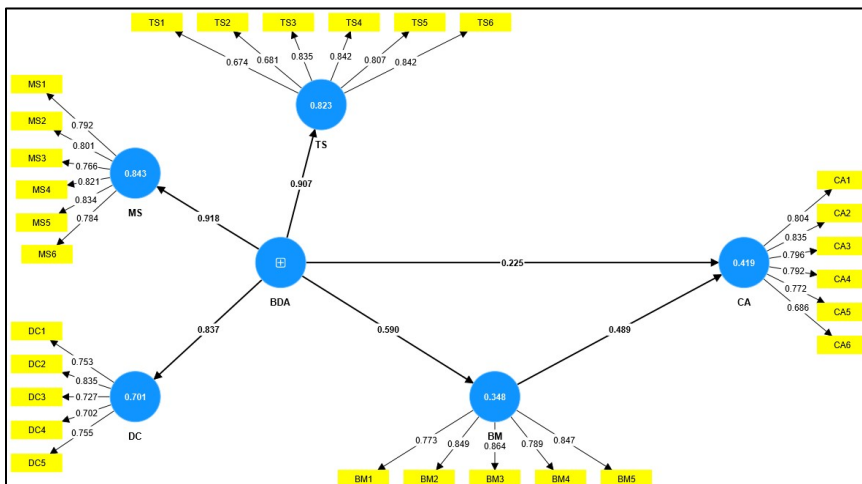 TS1 TS2 TS3 TS4 TS5 TS6
0.674 0.681 0.835 0.842 0.807 0.842
0.823
TS
MS1
MS2
MS3
MS4
MS5
MS6
0.792
0.801
0.766
0.821
0.834
0.784
0.843
MS
0.907
0.918
BDA
0.225
0.837
0.590
0.489
CA1
CA2
CA3
CA4
CA5
CA6
0.804
0.835
0.796
0.792
0.772
0.686
0.419
CA
DC1
DC2
DC3
DC4
DC5
0.753
0.835
0.727
0.702
0.755
0.701
DC
0.348
BM
0.773 0.849 0.864 0.789 0.847
BM1 BM2 BM3 BM4 BM5